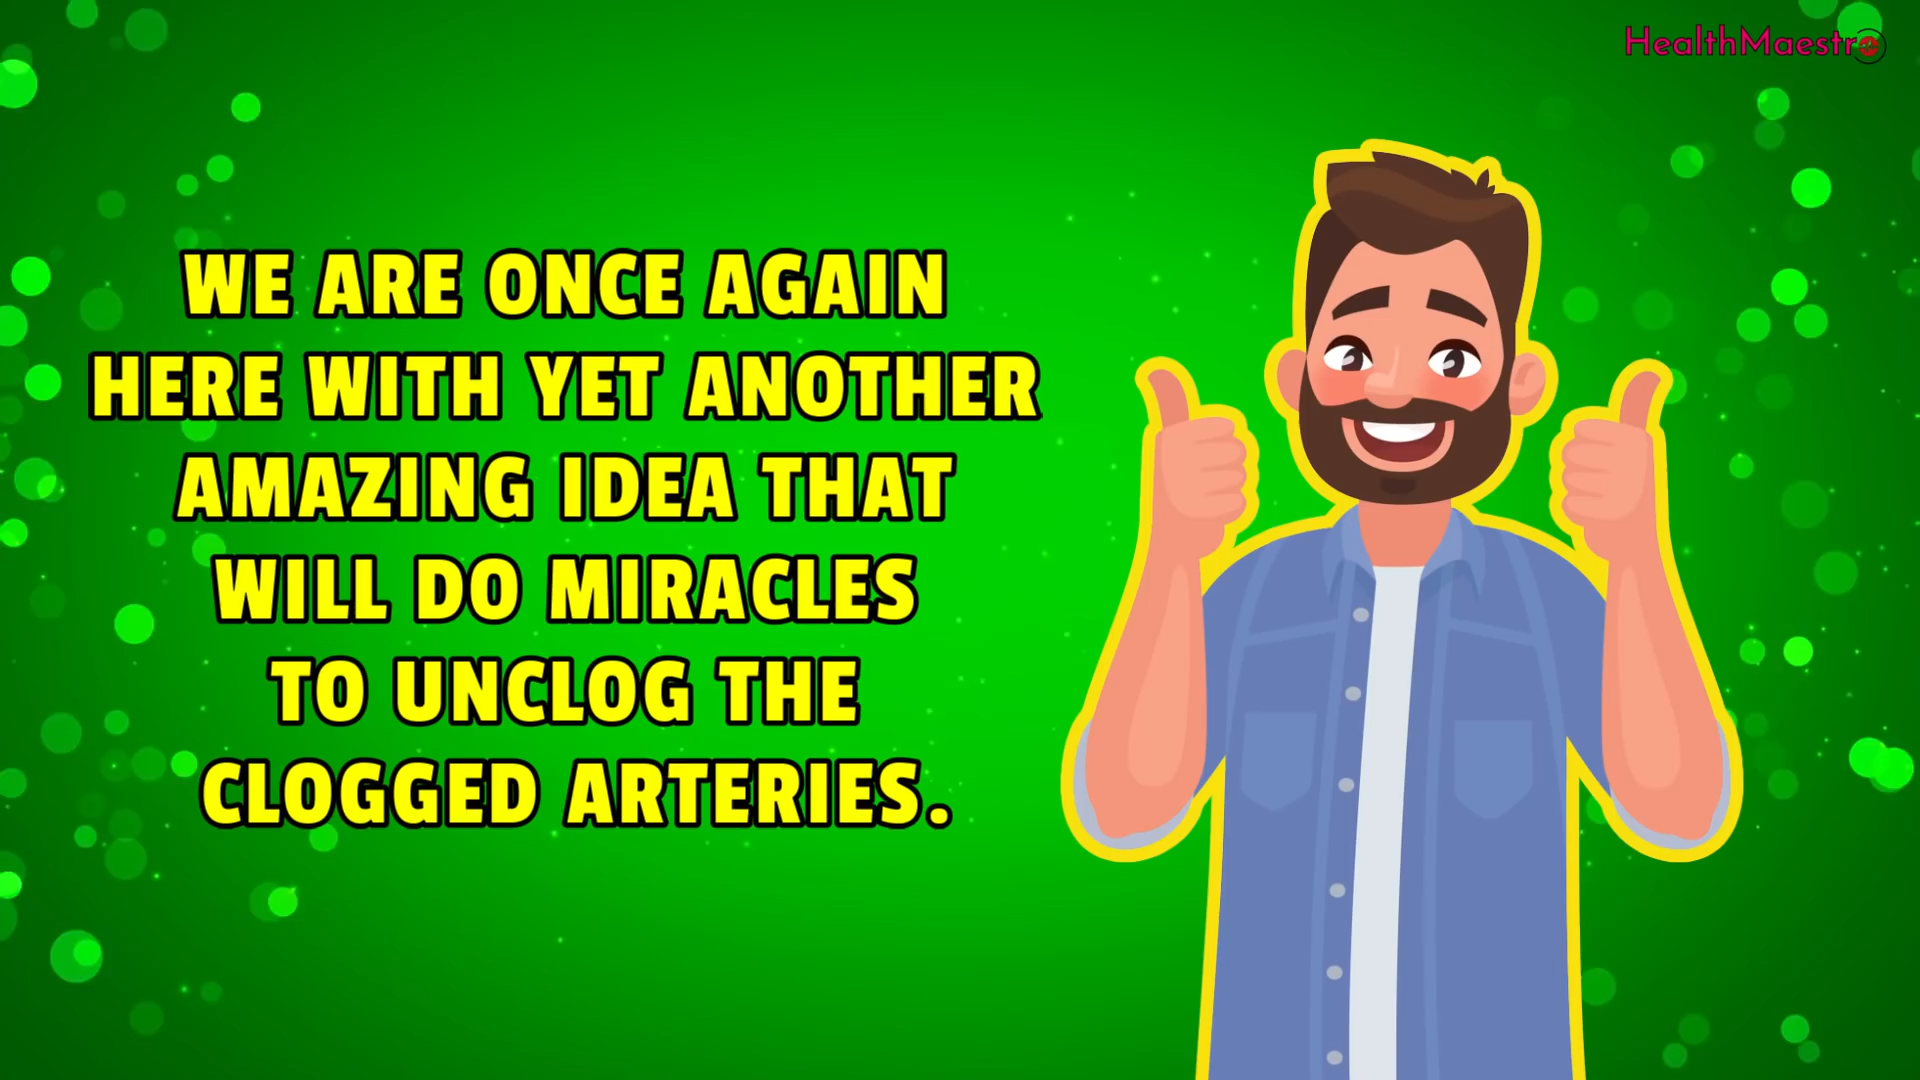 HealthMaestro
WE ARE ONCE AGAIN
HERE WITH YET ANOTHER
AMAZING IDEA THAT
WILL DO MIRACLES
TO UNCLOG THE
CLOGGED ARTERIES.